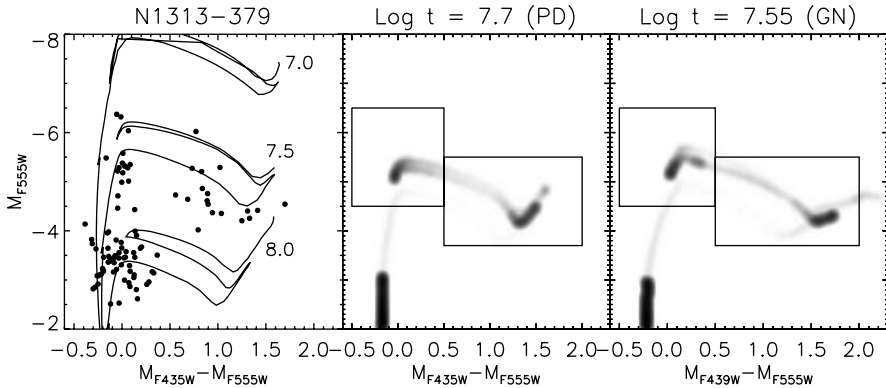 N1313−379
Log t = 7.7 (PD)
Log t = 7.55 (GN)
−8
−6
−4
−2
M_F555W
7.0
7.5
8.0
−0.5 0.0 0.5 1.0 1.5 2.0
−0.5 0.0 0.5 1.0 1.5 2.0
−0.5 0.0 0.5 1.0 1.5 2.0
M_F435W−M_F555W
M_F435W−M_F555W
M_F439W−M_F555W